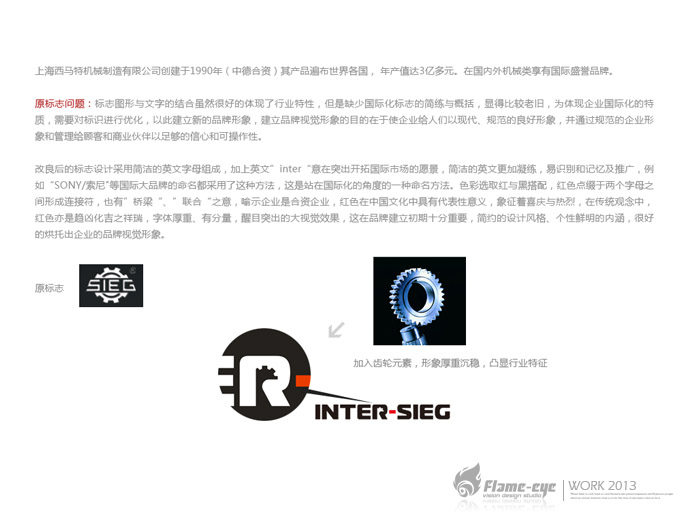 上海西马特机械制造有限公司创建于1990年（中德合资）其产品遍布世界各国， 年产值达3亿多元。在国内外机械类享有国际盛誉品牌。
原标志问题：标志图形与文字的结合虽然很好的体现了行业特性，但是缺少国际化标志的简练与概括，显得比较老旧，为体现企业国际化的特
质，需要对标识进行优化，以此建立新的品牌形象，建立品牌视觉形象的目的在于使企业给人们以现代、规范的良好形象，并通过规范的企业形
象和管理给顾客和商业伙伴以足够的信心和可操作性。
改良后的标志设计采用简洁的英文字母组成，加上英文"inter"意在突出开拓国际市场的愿景，简洁的英文更加凝练，易识别和记忆及推广，例
如"SONY/索尼"等国际大品牌的命名都采用了这种方法，这是站在国际化的角度的一种命名方法。色彩选取红与黑搭配，红色点缀于两个字母之
间形成连接符，也有"桥梁"、"联合"之意，喻示企业是合资企业，红色在中国文化中具有代表性意义，象征着喜庆与热烈，在传统观念中，
红色亦是趋凶化吉之祥瑞，字体厚重、有分量，醒目突出的大视觉效果，这在品牌建立初期十分重要，简约的设计风格、个性鲜明的内涵，很好
的烘托出企业的品牌视觉形象。
原标志
SIEG
®
加入齿轮元素，形象厚重沉稳，凸显行业特征
R
INTER-SIEG
Flame-eye
vision design studio
WORK 2013